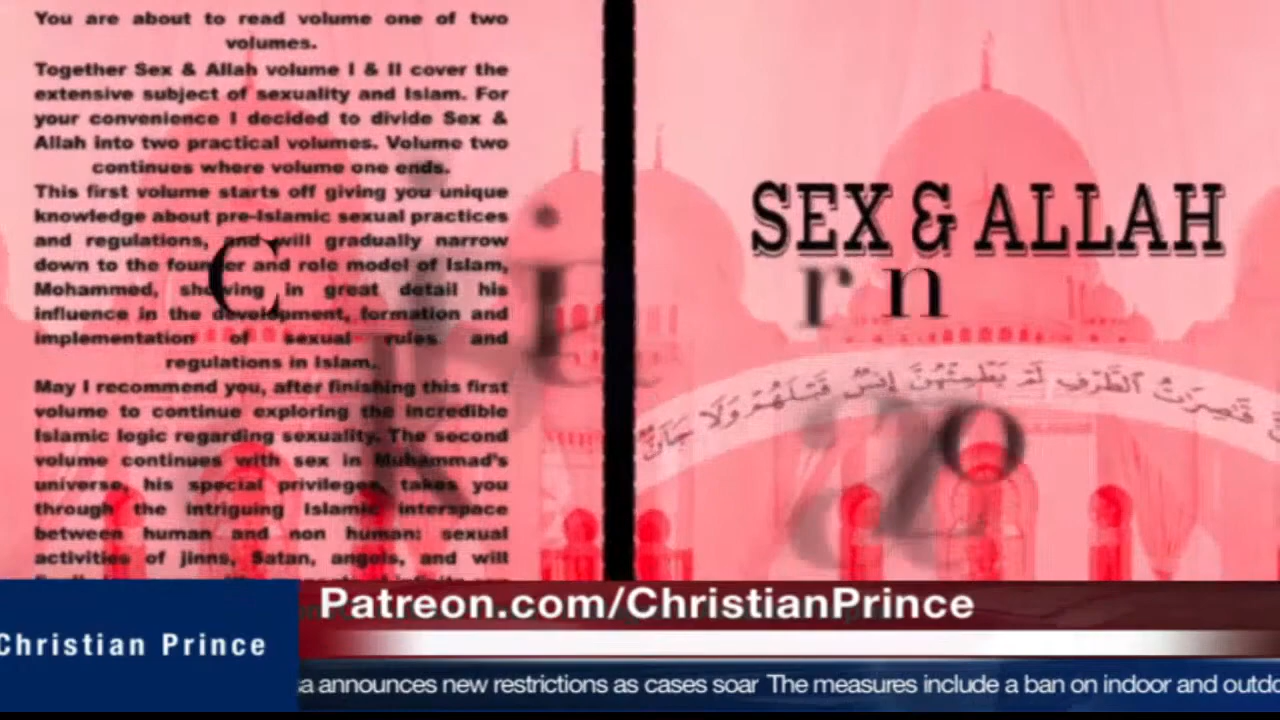 You are about to read volume one of two
volumes.
Together Sex & Allah volume I & II cover the
extensive subject of sexuality and Islam. For
your convenience I decided to divide Sex &
Allah into two practical volumes. Volume two
continues where volume one ends.
This first volume starts off giving you unique
knowledge about pre-Islamic sexual practices
and regulations, and will gradually narrow
down to the founder and role model of Islam,
Mohammed, showing in great detail his
influence in the development, formation and
implementation of sexual rules and
regulations in Islam.
May I recommend you, after finishing this first
volume to continue exploring the incredible
Islamic logic regarding sexuality. The second
volume continues with sex in Muhammad's
universe, his special privileges, takes you
through the intriguing Islamic interspace
between human and non human: sexual
activities of jinns, Satan, angels, and will
SEX & ALLAH
C
r n
o
قَٰصِرَٰتُ ٱلطَّرْفِ لَمْ يَطْمِثْهُنَّ إِنسٌ قَبْلَهُمْ وَلَا جَآنٌّ
Patreon.com/ChristianPrince
Christian Prince
sa announces new restrictions as cases soar The measures include a ban on indoor and outdo